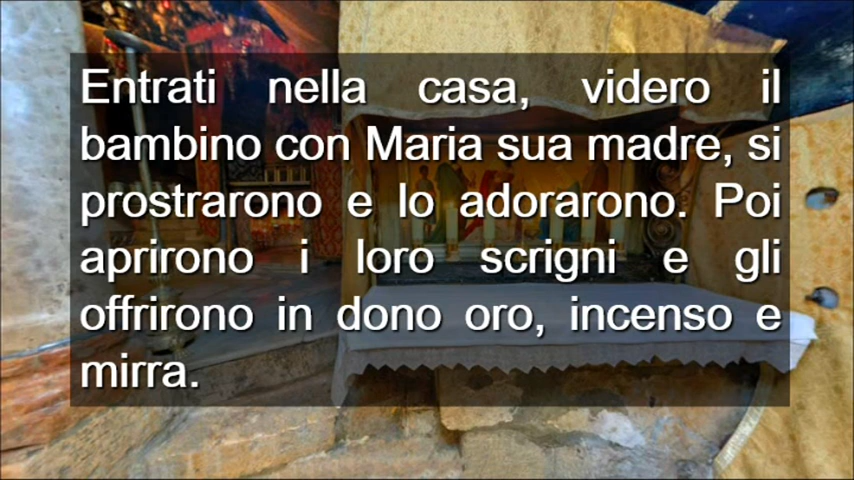 Entrati nella casa, videro il
bambino con Maria sua madre, si
prostrarono e lo adorarono. Poi
aprirono i loro scrigni e gli
offrirono in dono oro, incenso e
mirra.